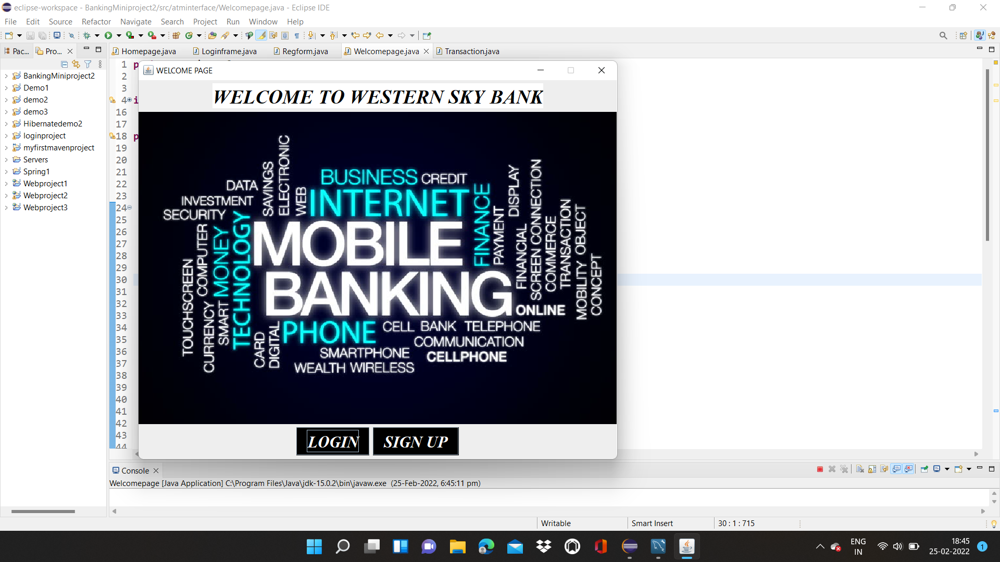 eclipse-workspace - BankingMiniproject2/src/atminterface/Welcomepage.java - Eclipse IDE
File Edit Source Refactor Navigate Search Project Run Window Help
Pac... Pro...
Homepage.java Loginframe.java Regform.java Welcomepage.java Transaction.java
BankingMiniproject2
Demo1
demo2
demo3
Hibernatedemo2
loginproject
myfirstmavenproject
Servers
Spring1
Webproject1
Webproject2
Webproject3
1 p
2
3
4 i
16
17
18 p
19
20
21
22
23
24
25
26
27
28
29
30
31
32
33
34
35
36
37
38
39
40
41
42
43
44
WELCOME PAGE
WELCOME TO WESTERN SKY BANK
ELECTRONIC
SAVINGS
DATA
WEB
BUSINESS CREDIT
INVESTMENT
INTERNET
SECURITY
FINANCE
DISPLAY
SCREEN CONNECTION
PAYMENT
FINANCIAL
COMMERCE
TRANSACTION
MOBILITY OBJECT
CONCEPT
TOUCHSCREEN
COMPUTER
MONEY
TECHNOLOGY
MOBILE
BANKING
ONLINE
CURRENCY
SMART
CARD
DIGITAL
PHONE CELL BANK TELEPHONE
COMMUNICATION
SMARTPHONE CELLPHONE
WEALTH WIRELESS
LOGIN SIGN UP
Console
Welcomepage [Java Application] C:\Program Files\Java\jdk-15.0.2\bin\javaw.exe (25-Feb-2022, 6:45:11 pm)
Writable Smart Insert 30 : 1 : 715
ENG
IN
18:45
25-02-2022
1